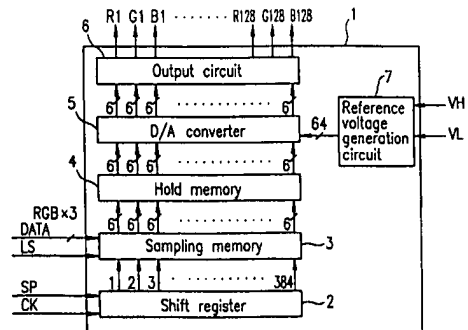 R1 G1 B1 ········ R128 G128 B128
6
1
Output circuit
7
6 6 6 ·········· 6
5
D/A converter
64
Reference voltage generation circuit
VH
VL
6 6 6 ·········· 6
4
Hold memory
RGB×3
6 6 6 ·········· 6
DATA
LS
Sampling memory
3
SP
1 2 3 ·········· 384
CK
Shift register
2